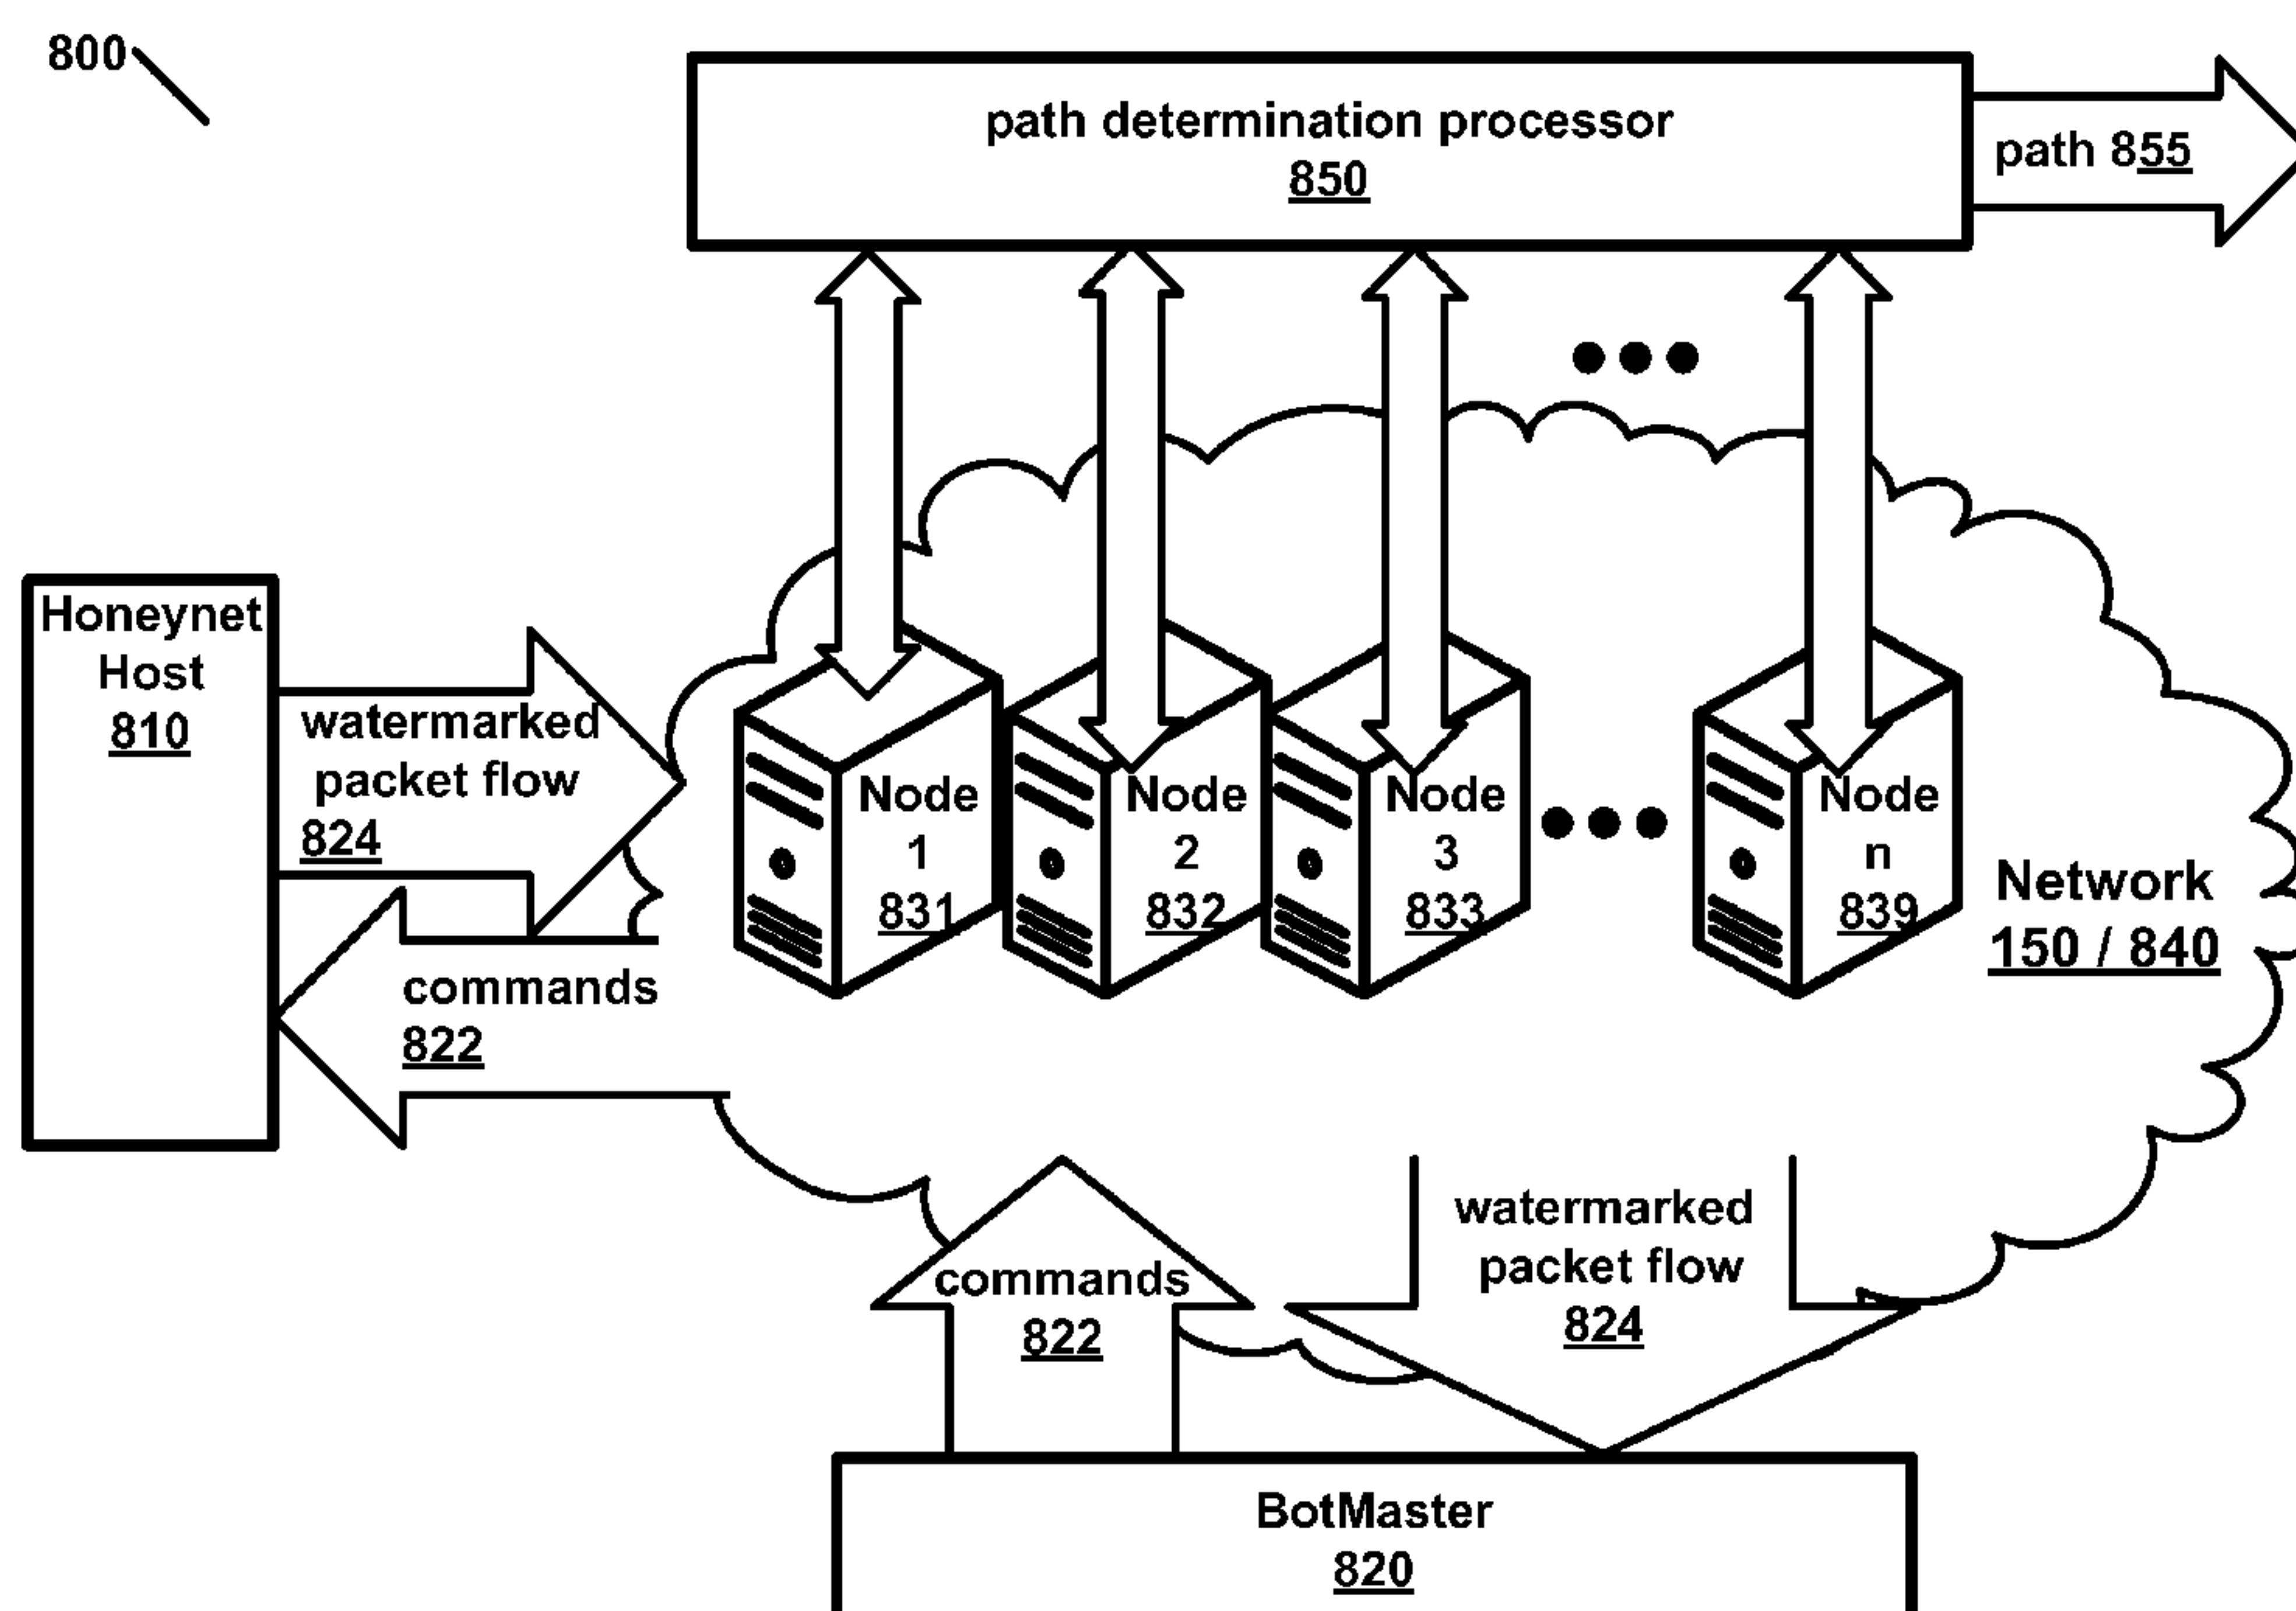 800
path determination processor
850
path 855
Honeynet
Host
810
watermarked
packet flow
824
commands
822
Node
1
831
Node
2
832
Node
3
833
Node
n
839
Network
150 / 840
commands
822
watermarked
packet flow
824
BotMaster
820